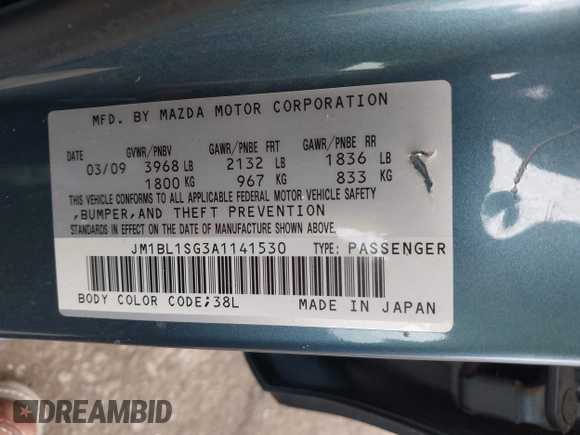 MFD. BY MAZDA MOTOR CORPORATION
DATE GVWR/PNBV GAWR/PNBE FRT GAWR/PNBE RR
03/09 3968 LB 2132 LB 1836 LB
1800 KG 967 KG 833 KG
THIS VEHICLE CONFORMS TO ALL APPLICABLE FEDERAL MOTOR VEHICLE SAFETY
,BUMPER,AND THEFT PREVENTION
STANDARDS IN EFFECT ON THE DATE OF MANUFACTURE SHOWN ABOVE.
JM1BL1SG3A1141530 TYPE: PASSENGER
BODY COLOR CODE;38L MADE IN JAPAN
DREAMBID